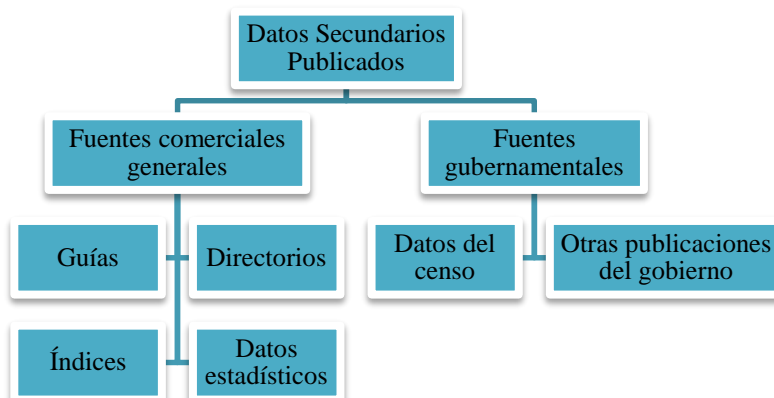 Datos Secundarios
Publicados
Fuentes comerciales
generales
Fuentes
gubernamentales
Guías
Directorios
Datos del
censo
Otras publicaciones
del gobierno
Índices
Datos
estadísticos